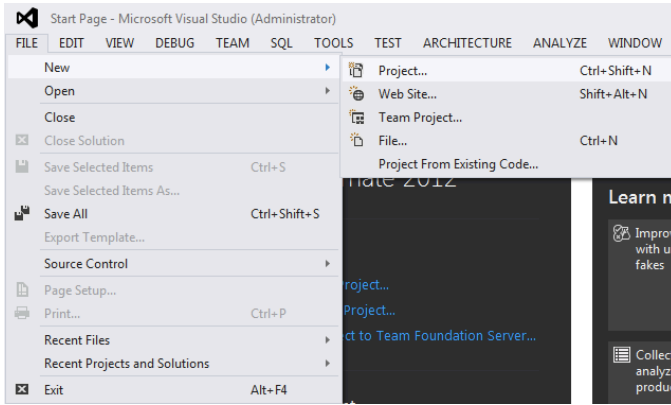 Start Page - Microsoft Visual Studio (Administrator)
FILE EDIT VIEW DEBUG TEAM SQL TOOLS TEST ARCHITECTURE ANALYZE WINDOW
New
Open
Close
Close Solution
Save Selected Items Ctrl+S
Save Selected Items As...
Save All Ctrl+Shift+S
Export Template...
Source Control
Page Setup...
Print... Ctrl+P
Recent Files
Recent Projects and Solutions
Exit Alt+F4
Project... Ctrl+Shift+N
Web Site... Shift+Alt+N
Team Project...
File... Ctrl+N
Project From Existing Code...
2012
roject...
Project...
ct to Team Foundation Server...
Learn
Improv
with u
fakes
Collec
analyz
produ